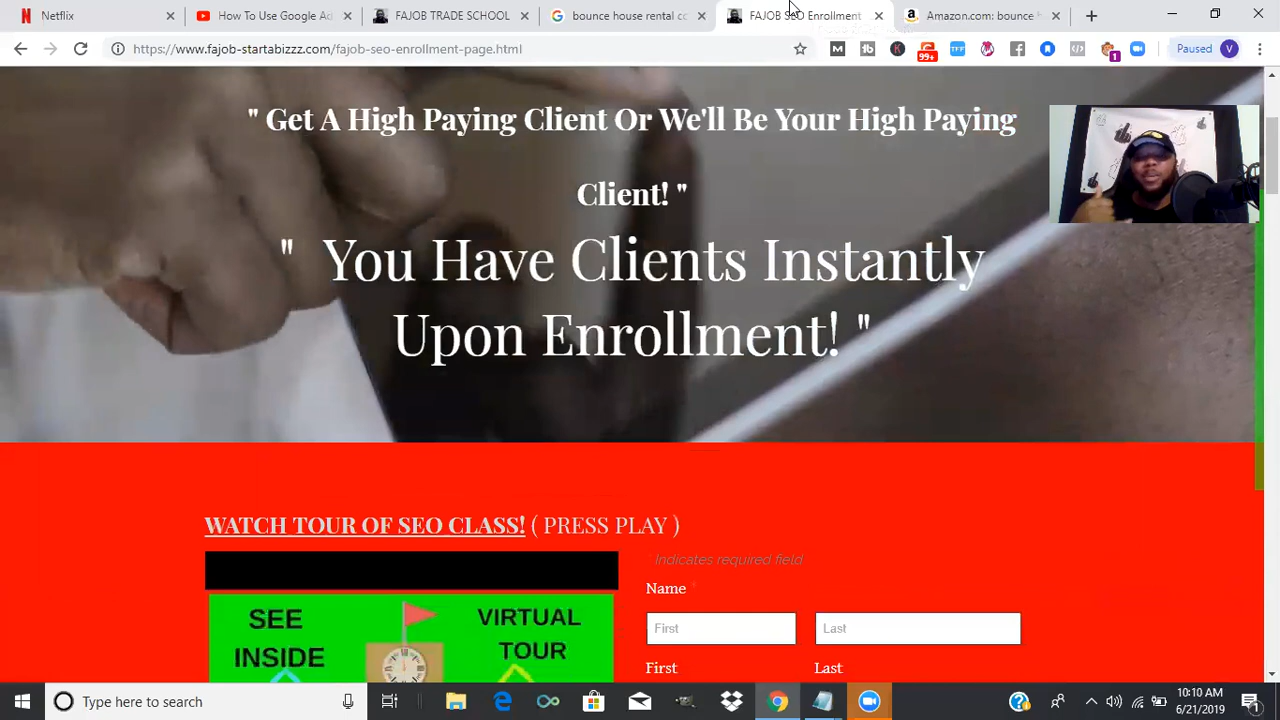 Netflix
How To Use Google Ad
FAJOB TRADE SCHOOL
bounce house rental co
FAJOB SEO Enrollment
Amazon.com: bounce h
https://www.fajob-startabizzz.com/fajob-seo-enrollment-page.html
99+
TFF
1
Paused
V
" Get A High Paying Client Or We'll Be Your High Paying
Client! "
" You Have Clients Instantly
Upon Enrollment! "
WATCH TOUR OF SEO CLASS! ( PRESS PLAY )
Indicates required field
Name
First
Last
First
Last
SEE
INSIDE
VIRTUAL
TOUR
Type here to search
10:10 AM
6/21/2019
1